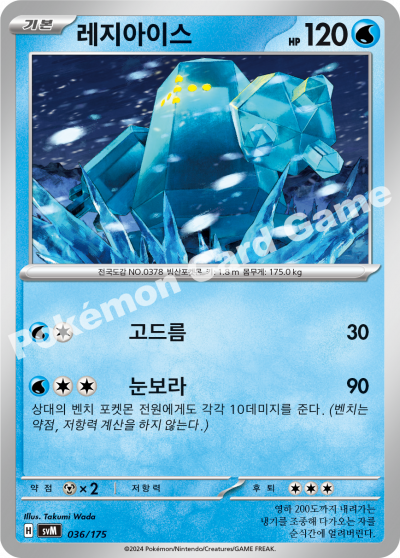 기본 레지아이스 HP 120
전국도감 NO.0378 빙산포켓몬 키: 1.8 m 몸무게: 175.0 kg
고드름 30
눈보라 90
상대의 벤치 포켓몬 전원에게도 각각 10데미지를 준다. (벤치는
약점, 저항력 계산을 하지 않는다.)
약점 ×2 저항력 후퇴
Illus. Takumi Wada
영하 200도까지 내려가는
냉기를 조종해 다가오는 자를
순식간에 얼려버린다.
H svM 036/175
©2024 Pokémon/Nintendo/Creatures/GAME FREAK.
Pokémon Card Game